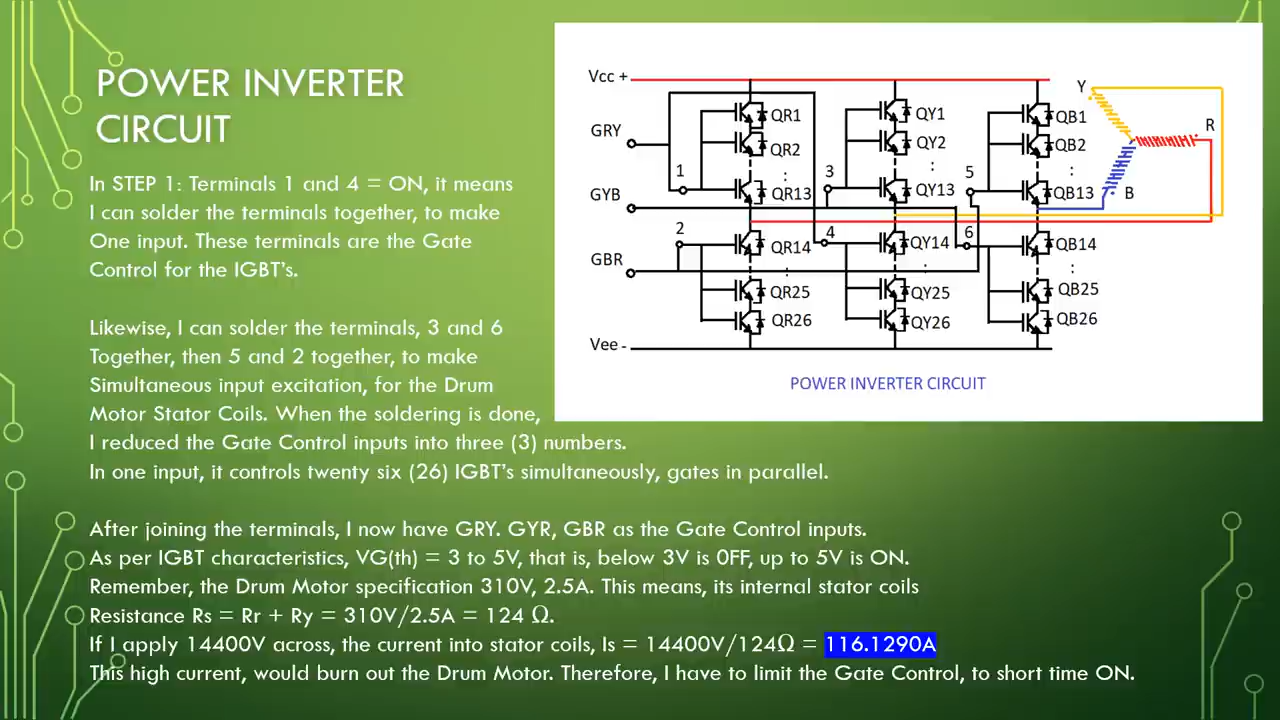 POWER INVERTER
CIRCUIT
In STEP 1: Terminals 1 and 4 = ON, it means
I can solder the terminals together, to make
One input. These terminals are the Gate
Control for the IGBT's.
Likewise, I can solder the terminals, 3 and 6
Together, then 5 and 2 together, to make
Simultaneous input excitation, for the Drum
Motor Stator Coils. When the soldering is done,
I reduced the Gate Control inputs into three (3) numbers.
In one input, it controls twenty six (26) IGBT's simultaneously, gates in parallel.
After joining the terminals, I now have GRY. GYR, GBR as the Gate Control inputs.
As per IGBT characteristics, VG(th) = 3 to 5V, that is, below 3V is 0FF, up to 5V is ON.
Remember, the Drum Motor specification 310V, 2.5A. This means, its internal stator coils
Resistance Rs = Rr + Ry = 310V/2.5A = 124 Ω.
If I apply 14400V across, the current into stator coils, Is = 14400V/124Ω = 116.1290A
This high current, would burn out the Drum Motor. Therefore, I have to limit the Gate Control, to short time ON.
Vcc +
Y
QR1
QY1
QB1
R
GRY
QR2
QY2
QB2
:
:
:
1
3
5
GYB
QR13
QY13
QB13
B
2
4
6
QR14
QY14
QB14
GBR
:
:
:
QR25
QY25
QB25
QR26
QY26
QB26
Vee -
POWER INVERTER CIRCUIT